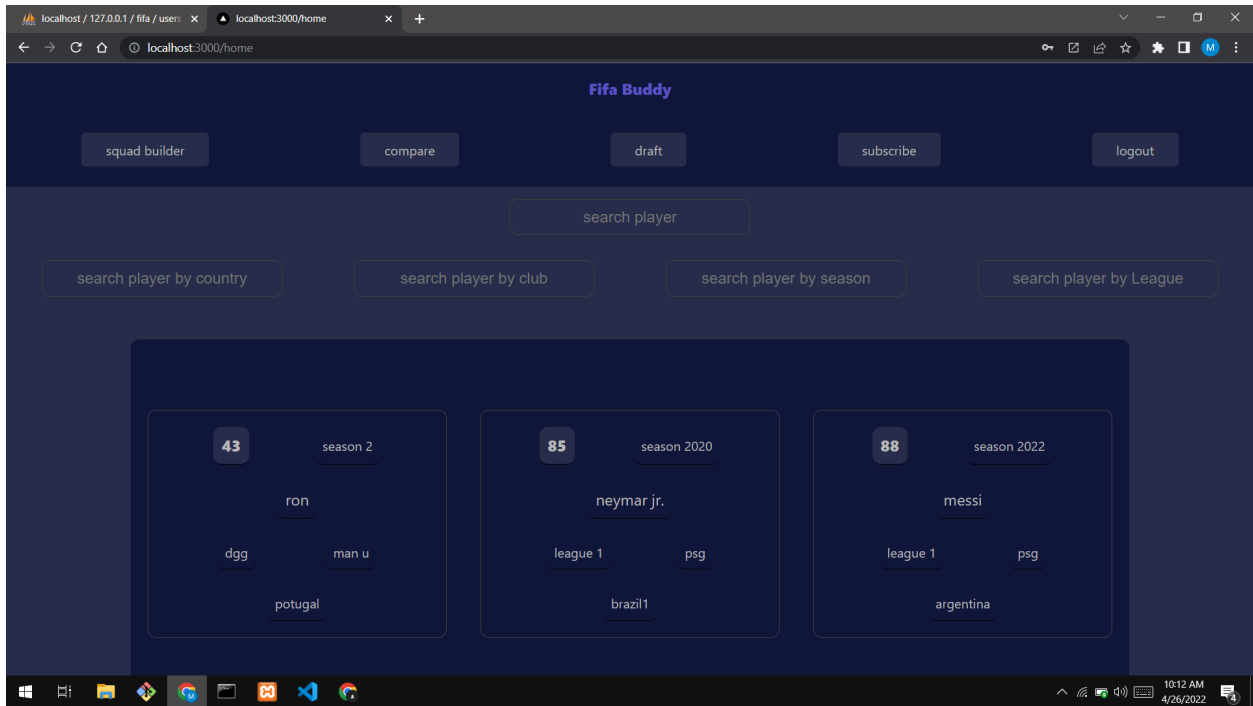 localhost / 127.0.0.1 / fifa / users
localhost:3000/home
localhost:3000/home
M
Fifa Buddy
squad builder compare draft subscribe logout
search player
search player by country search player by club search player by season search player by League
43 season 2 85 season 2020 88 season 2022
ron neymar jr. messi
dgg man u league 1 psg league 1 psg
potugal brazil1 argentina
10:12 AM
4/26/2022
4